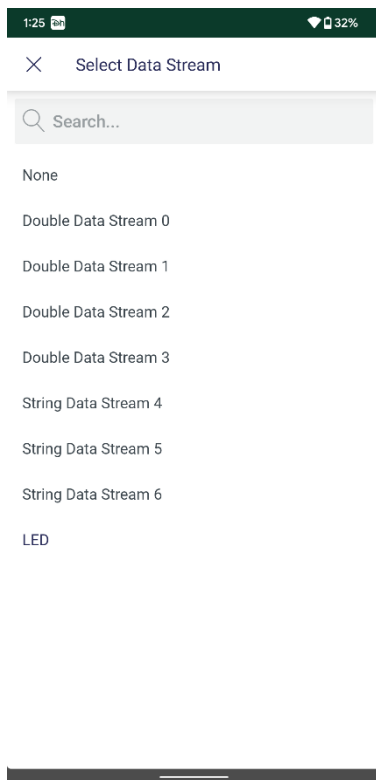 1:25 32%
Select Data Stream
Search...
None
Double Data Stream 0
Double Data Stream 1
Double Data Stream 2
Double Data Stream 3
String Data Stream 4
String Data Stream 5
String Data Stream 6
LED